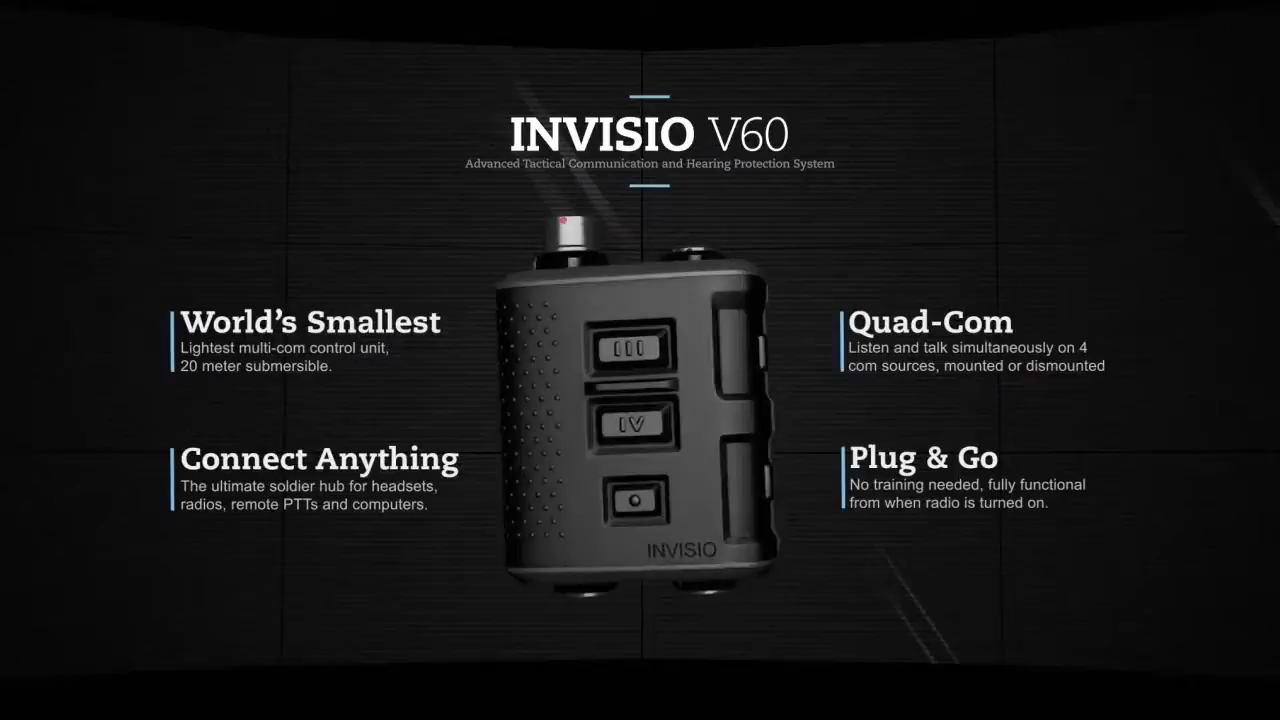 INVISIO V60
Advanced Tactical Communication and Hearing Protection System
World's Smallest
Lightest multi-com control unit,
20 meter submersible.
Connect Anything
The ultimate soldier hub for headsets,
radios, remote PTTs and computers.
III
IV
INVISIO
Quad-Com
Listen and talk simultaneously on 4
com sources, mounted or dismounted
Plug & Go
No training needed, fully functional
from when radio is turned on.